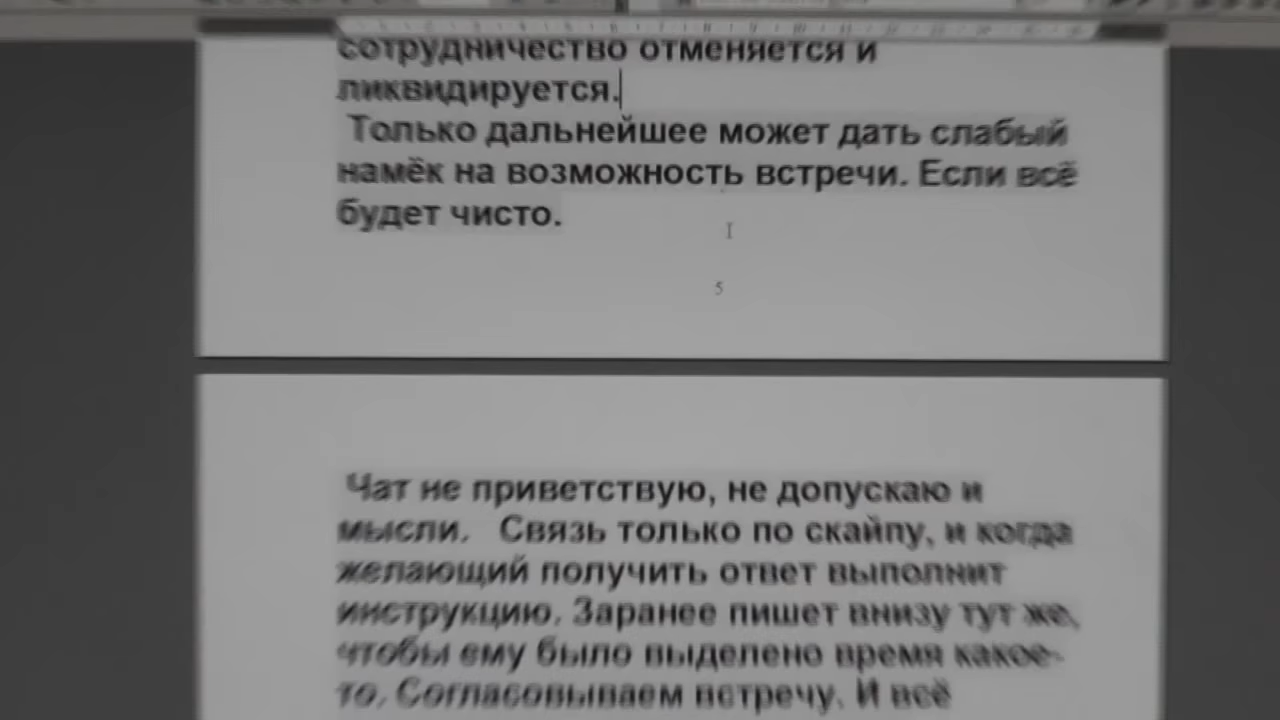 сотрудничество отменяется и
ликвидируется.
Только дальнейшее может дать слабый
намёк на возможность встречи. Если всё
будет чисто.
5
Чат не приветствую, не допускаю и
мысли. Связь только по скайпу, и когда
желающий получить ответ выполнит
инструкцию. Заранее пишет внизу тут же,
чтобы ему было выделено время какое-
то. Согласовываем встречу. И всё